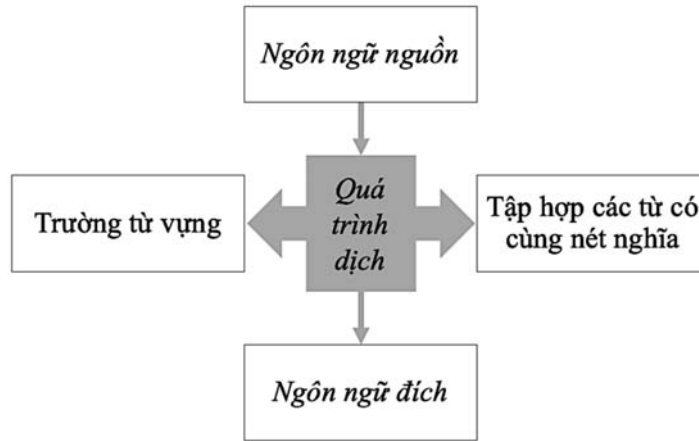 Ngôn ngữ nguồn
Trường từ vựng
Quá
trình
dịch
Tập hợp các từ có
cùng nét nghĩa
Ngôn ngữ đích